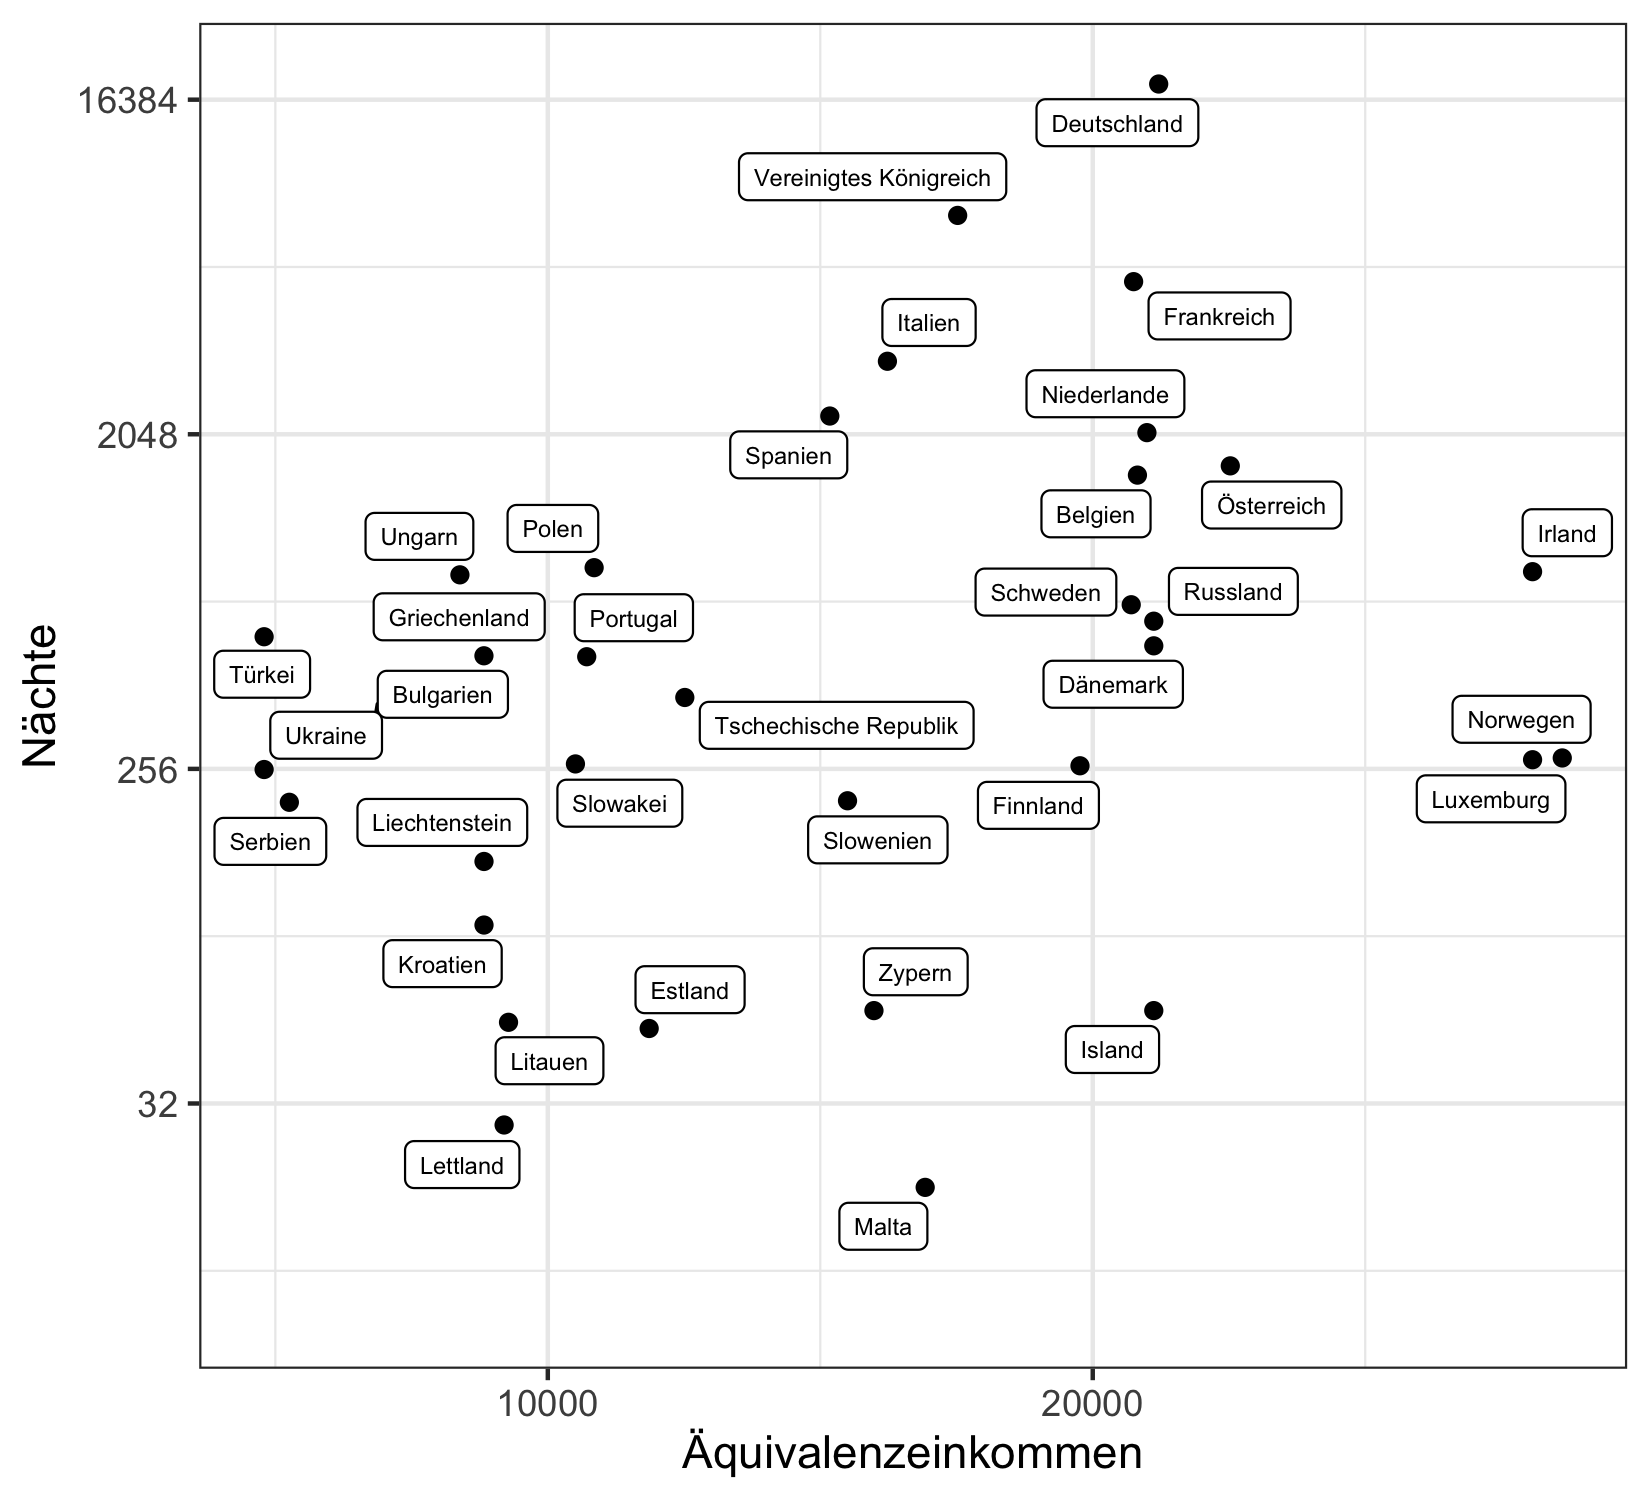 16384
Deutschland
Vereinigtes Königreich
Italien
Frankreich
Niederlande
2048
Spanien
Österreich
Belgien
Ungarn
Polen
Irland
Schweden
Russland
Griechenland
Portugal
Türkei
Dänemark
Bulgarien
Tschechische Republik
Norwegen
Ukraine
256
Slowakei
Finnland
Luxemburg
Liechtenstein
Serbien
Slowenien
Kroatien
Zypern
Estland
Litauen
Island
32
Lettland
Malta
Nächte
10000
20000
Äquivalenzeinkommen